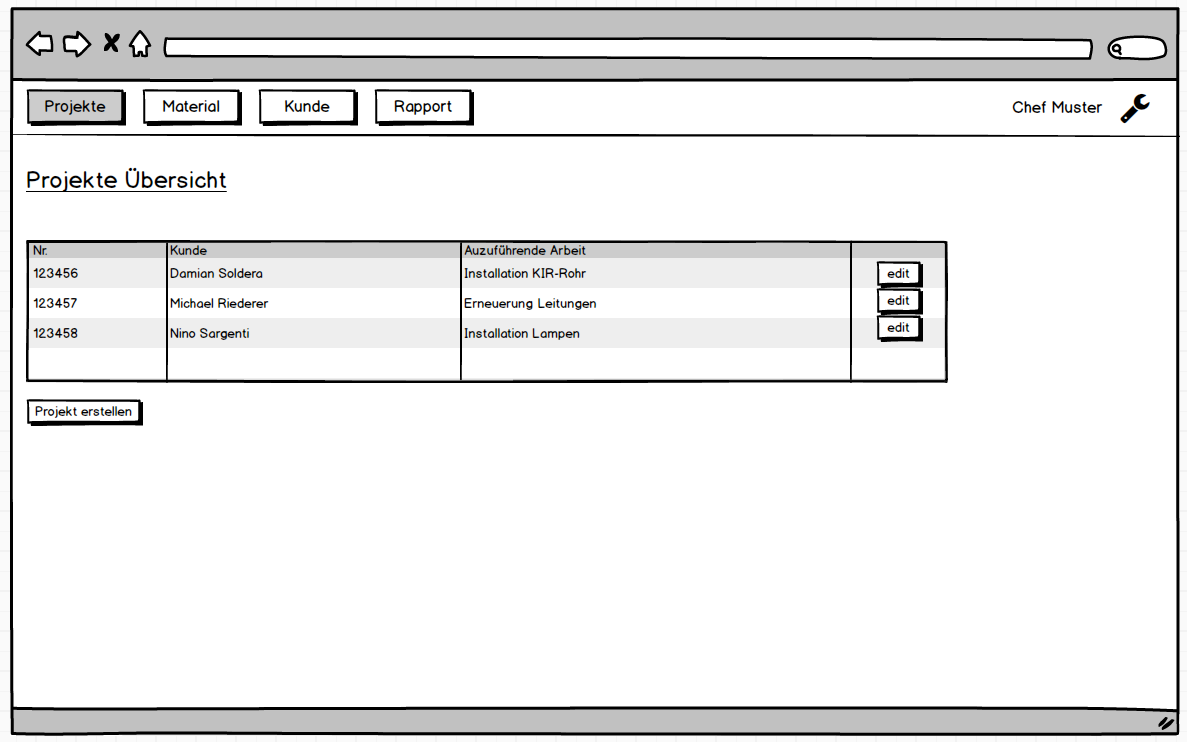 Projekte Material Kunde Rapport Chef Muster
Projekte Übersicht
Nr. Kunde Auzuführende Arbeit
123456 Damian Soldera Installation KIR-Rohr edit
123457 Michael Riederer Erneuerung Leitungen edit
123458 Nino Sargenti Installation Lampen edit
Projekt erstellen